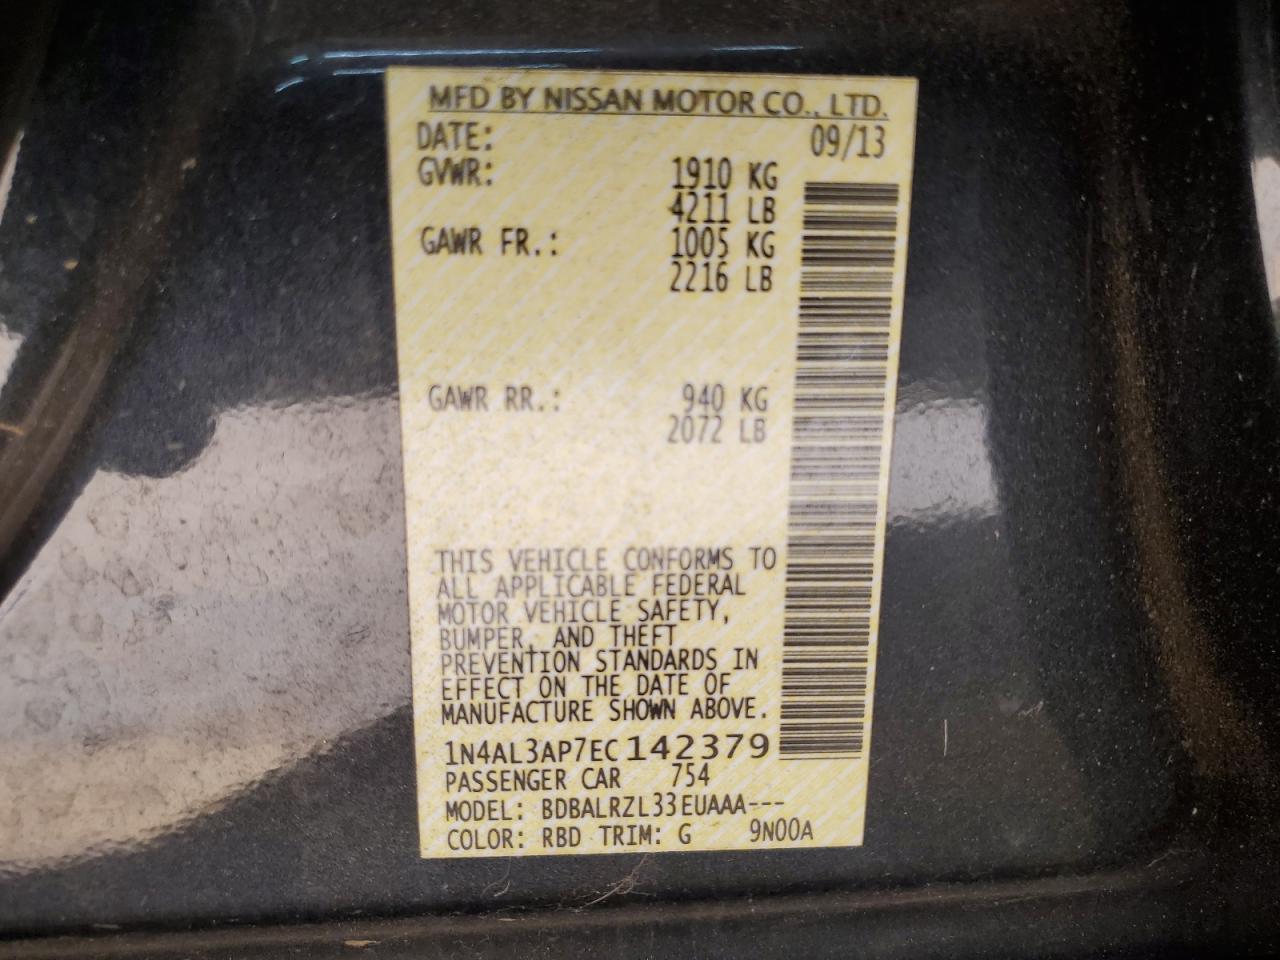 MFD BY NISSAN MOTOR CO., LTD.
DATE: 09/13
GVWR: 1910 KG
4211 LB
GAWR FR.: 1005 KG
2216 LB
GAWR RR.: 940 KG
2072 LB
THIS VEHICLE CONFORMS TO
ALL APPLICABLE FEDERAL
MOTOR VEHICLE SAFETY,
BUMPER, AND THEFT
PREVENTION STANDARDS IN
EFFECT ON THE DATE OF
MANUFACTURE SHOWN ABOVE.
1N4AL3AP7EC142379
PASSENGER CAR 754
MODEL: BDBALRZL33EUAAA---
COLOR: RBD TRIM: G 9N00A